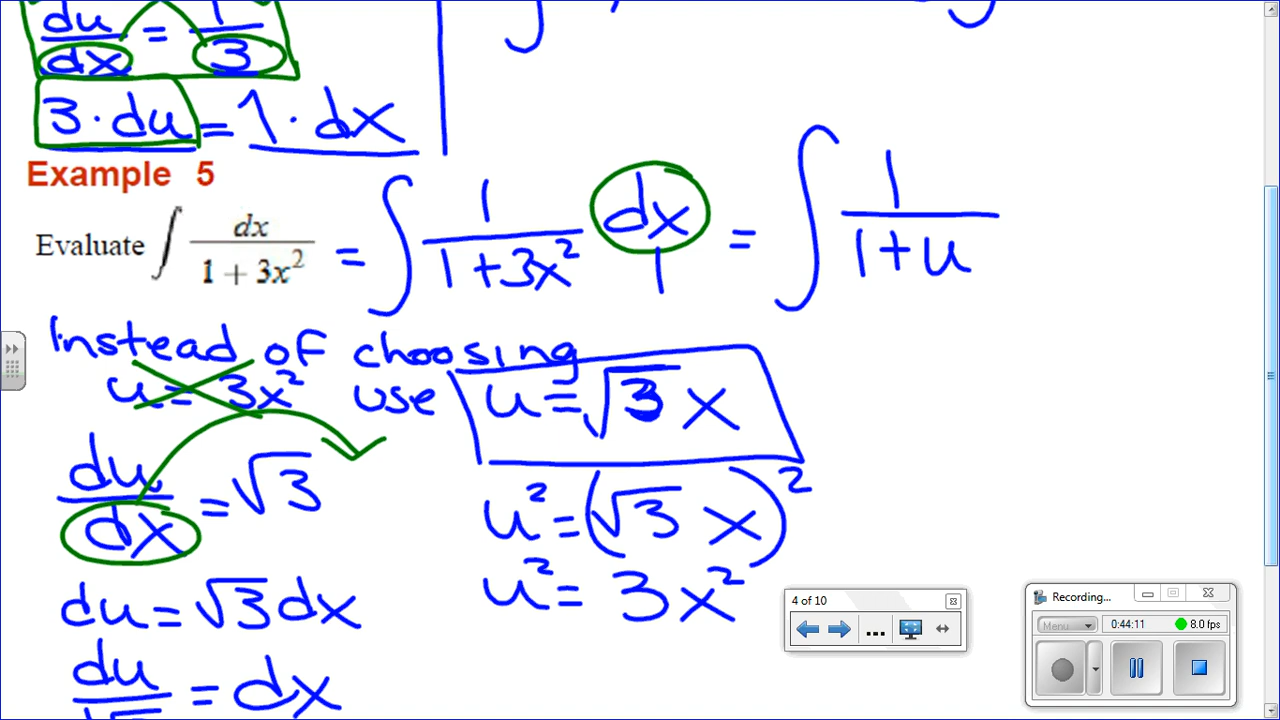 du/dx = 1/3
3 · du = 1 · dx
Example 5
Evaluate ∫ dx/(1 + 3x²) = ∫ 1/(1+3x²) dx/1 = ∫ 1/(1+u
Instead of choosing
u = 3x² use u = √3 x
du/dx = √3
u² = (√3 x)²
du = √3 dx
u² = 3x²
du/√ = dx
4 of 10
...
Recording...
Menu
0:44:11
8.0 fps